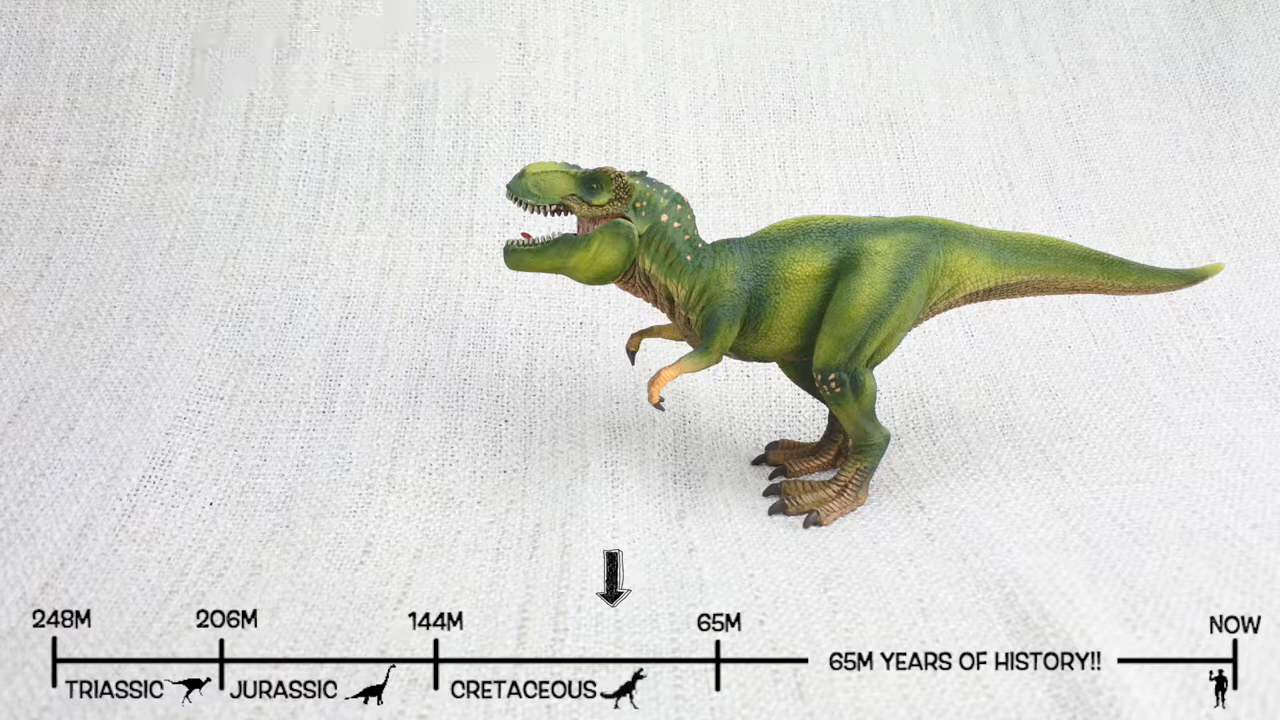 248M 206M 144M 65M NOW
65M YEARS OF HISTORY!!
TRIASSIC JURASSIC CRETACEOUS